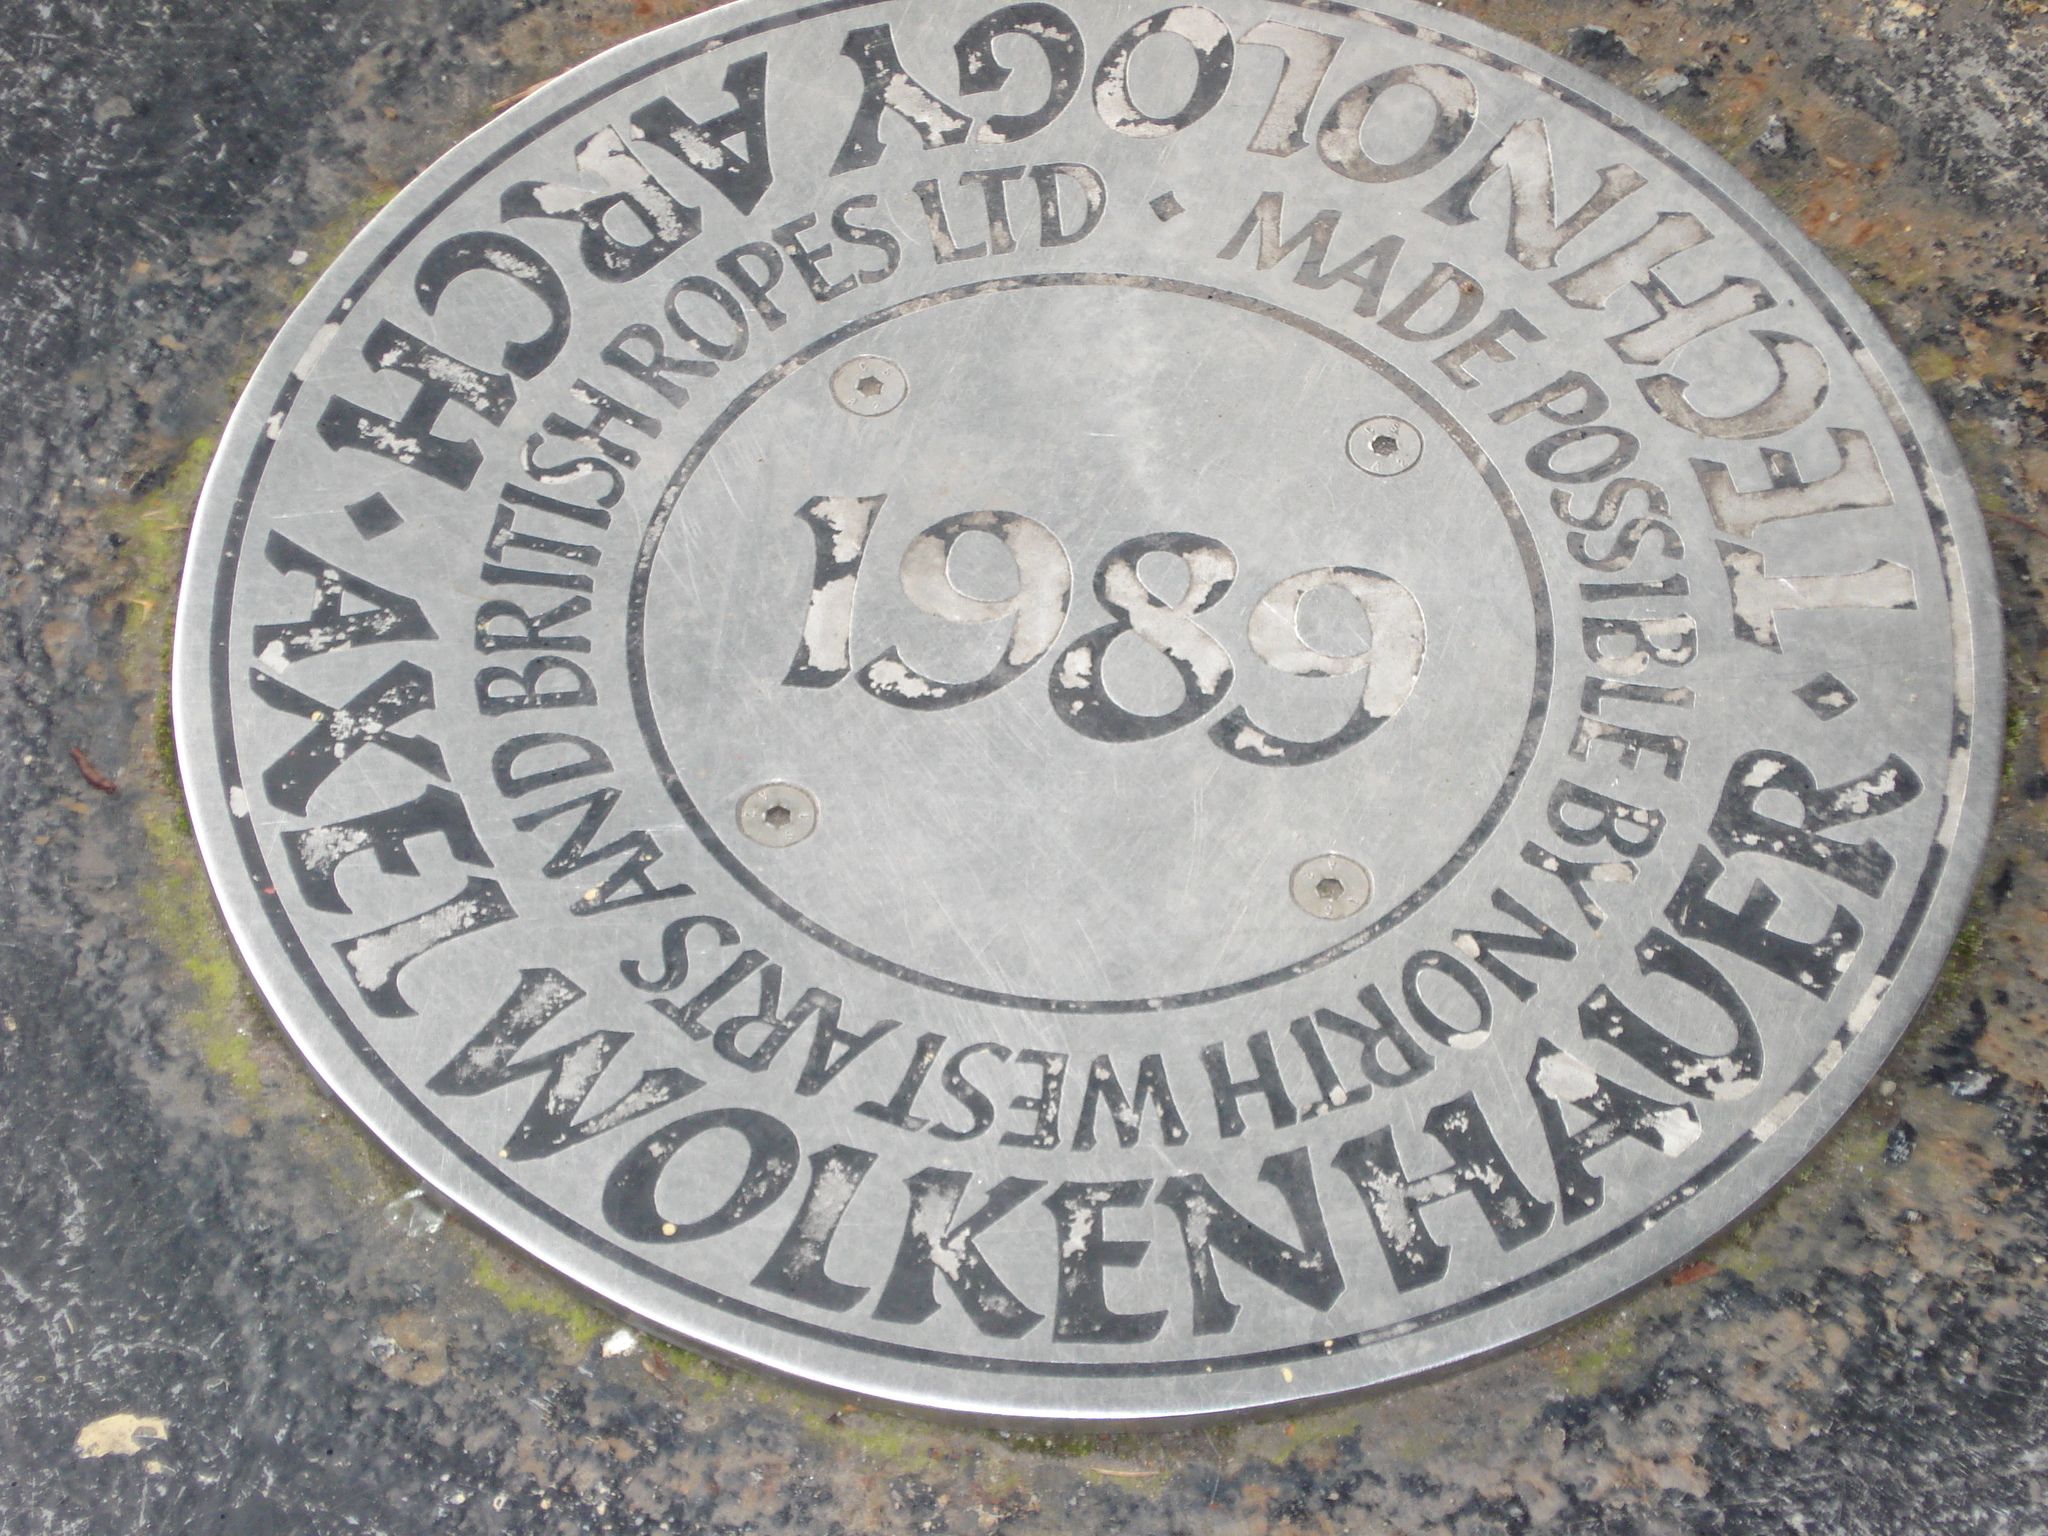 TECHNOLOGY ARCH · AXEL WOLKENHAUER ·
MADE POSSIBLE BY NORTH WEST ARTS AND BRITISH ROPES LTD ·
1989